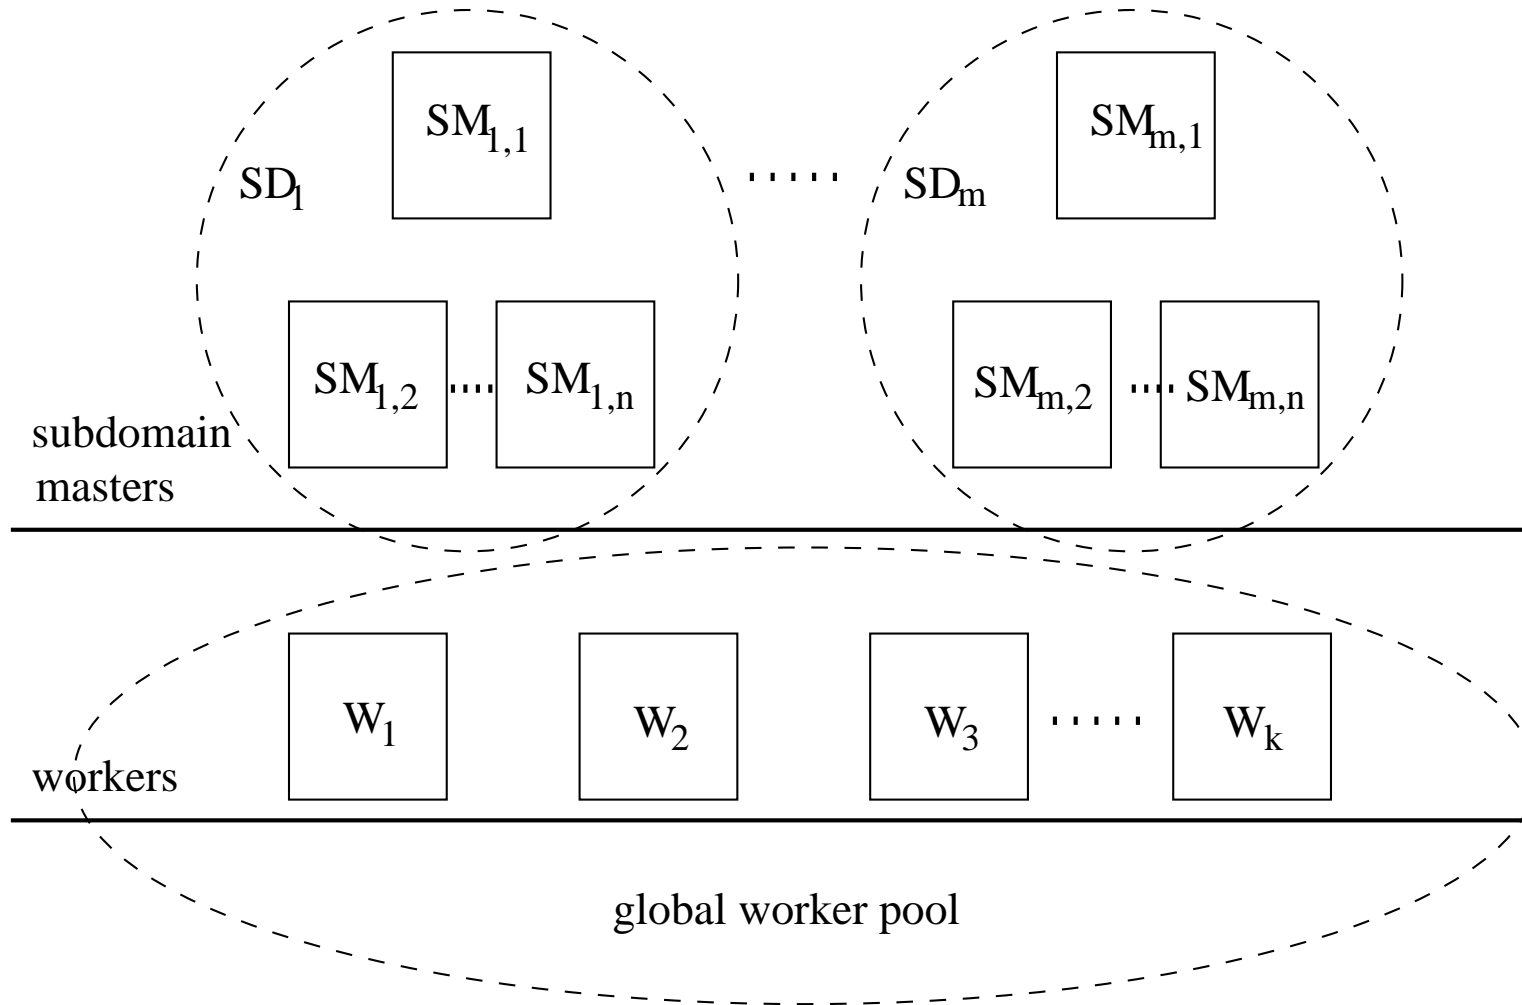 SM1,1
SMm,1
SD1
.....
SDm
SM1,2
.....
SM1,n
SMm,2
.....
SMm,n
subdomain
masters
W1
W2
W3
.....
Wk
workers
global worker pool